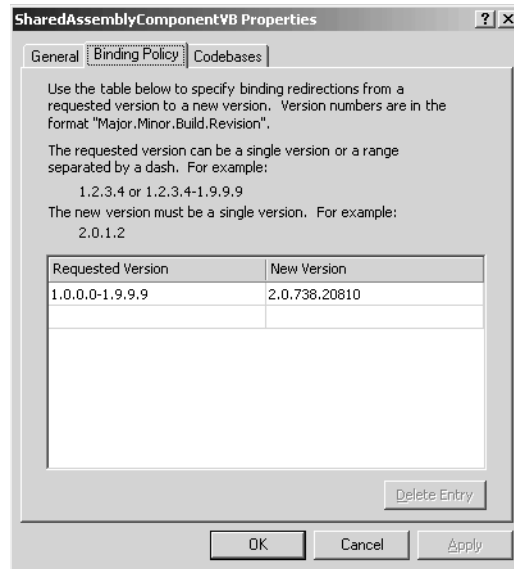 SharedAssemblyComponentVB Properties
General Binding Policy Codebases
Use the table below to specify binding redirections from a
requested version to a new version.  Version numbers are in the
format "Major.Minor.Build.Revision".
The requested version can be a single version or a range
separated by a dash.  For example:
1.2.3.4 or 1.2.3.4-1.9.9.9
The new version must be a single version.  For example:
2.0.1.2
Requested Version New Version
1.0.0.0-1.9.9.9 2.0.738.20810
Delete Entry
OK Cancel Apply